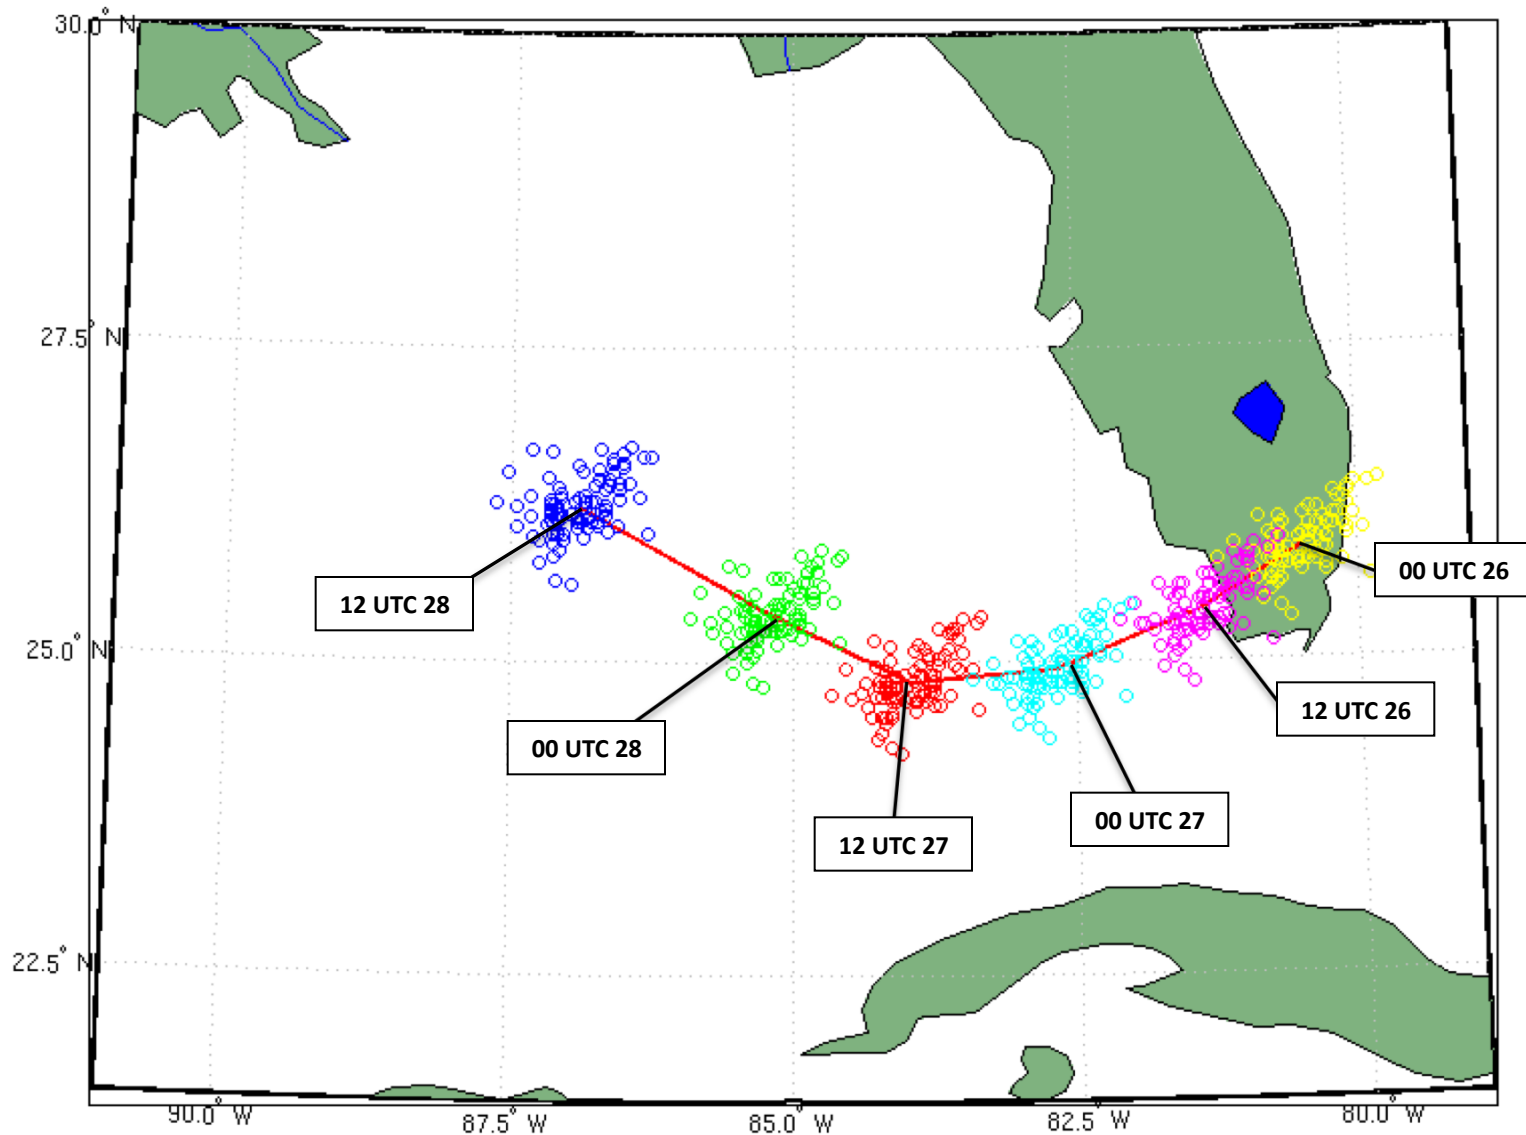 30.0° N
27.5° N
12 UTC 28
00 UTC 26
25.0° N
12 UTC 26
00 UTC 28
00 UTC 27
12 UTC 27
22.5° N
90.0° W
87.5° W
85.0° W
82.5° W
80.0° W